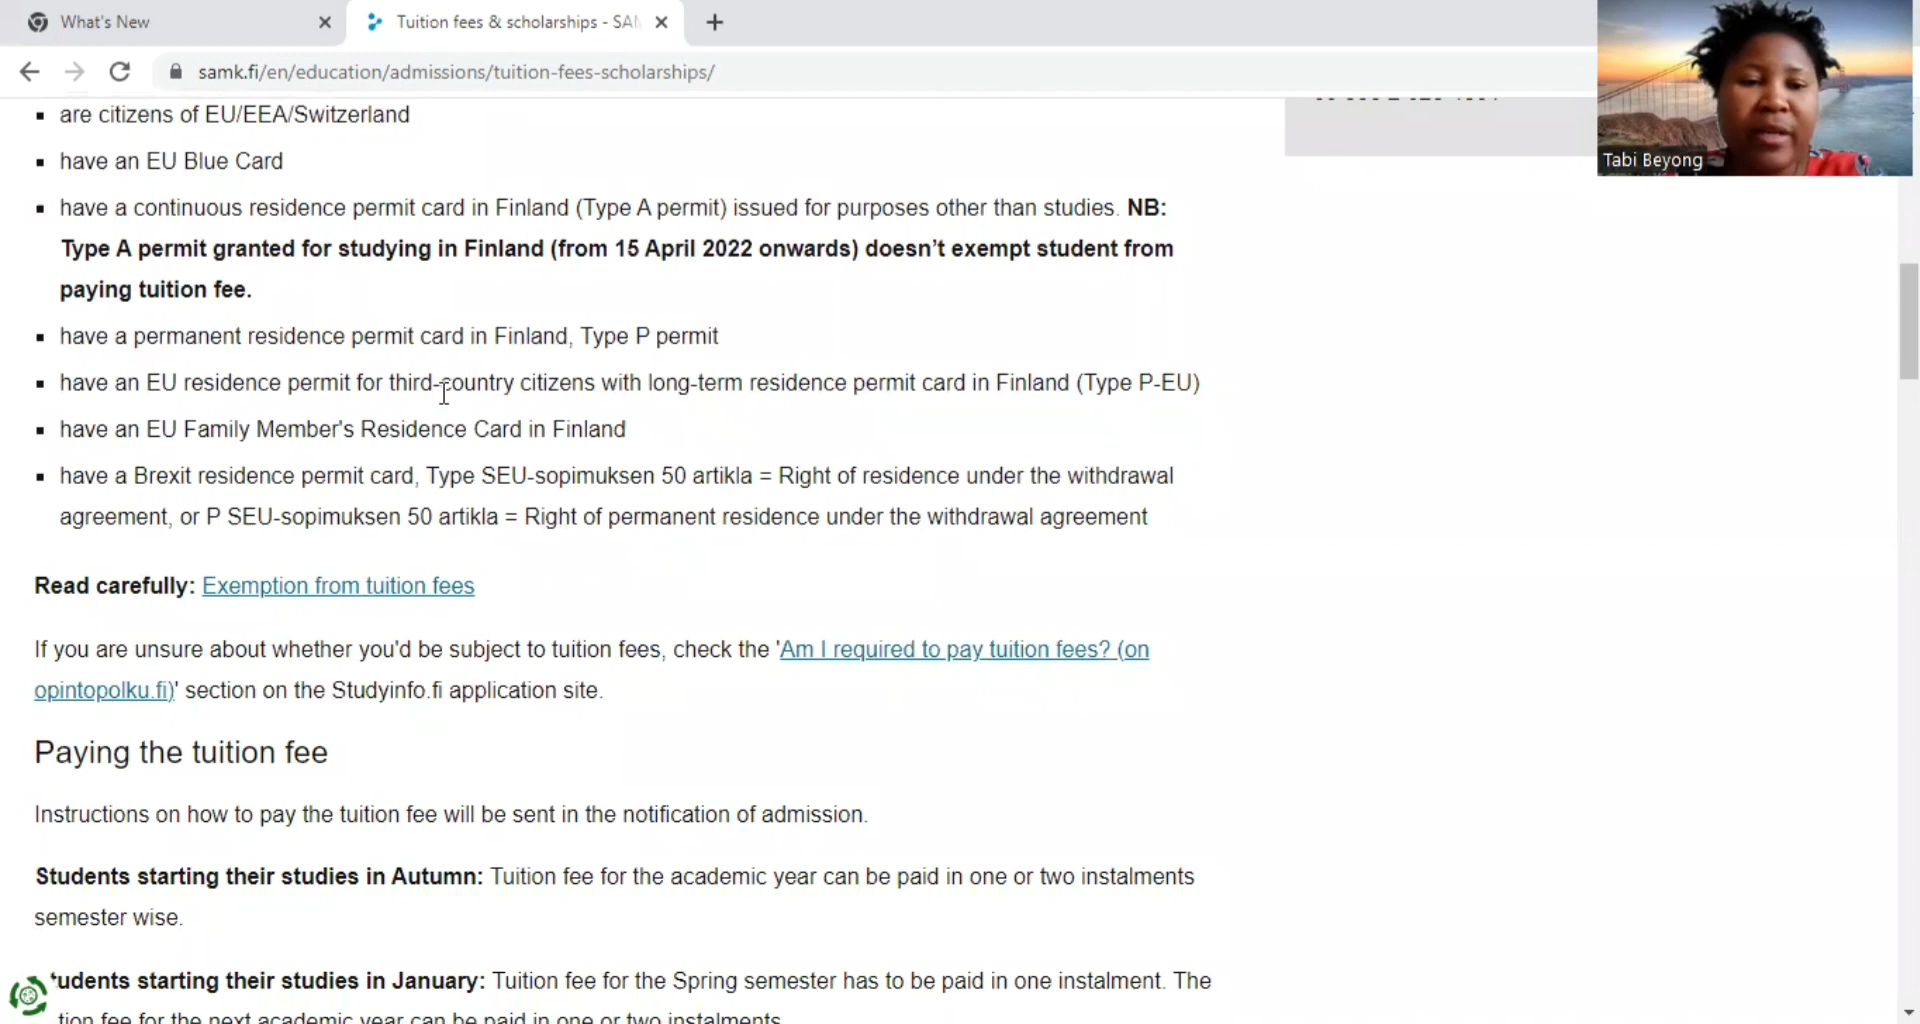 What's New
Tuition fees & scholarships - SAM
samk.fi/en/education/admissions/tuition-fees-scholarships/
Tabi Beyong
▪ are citizens of EU/EEA/Switzerland
▪ have an EU Blue Card
▪ have a continuous residence permit card in Finland (Type A permit) issued for purposes other than studies. NB:
Type A permit granted for studying in Finland (from 15 April 2022 onwards) doesn’t exempt student from
paying tuition fee.
▪ have a permanent residence permit card in Finland, Type P permit
▪ have an EU residence permit for third-country citizens with long-term residence permit card in Finland (Type P-EU)
▪ have an EU Family Member's Residence Card in Finland
▪ have a Brexit residence permit card, Type SEU-sopimuksen 50 artikla = Right of residence under the withdrawal
agreement, or P SEU-sopimuksen 50 artikla = Right of permanent residence under the withdrawal agreement
Read carefully: Exemption from tuition fees
If you are unsure about whether you'd be subject to tuition fees, check the 'Am I required to pay tuition fees? (on
opintopolku.fi)' section on the Studyinfo.fi application site.
Paying the tuition fee
Instructions on how to pay the tuition fee will be sent in the notification of admission.
Students starting their studies in Autumn: Tuition fee for the academic year can be paid in one or two instalments
semester wise.
tudents starting their studies in January: Tuition fee for the Spring semester has to be paid in one instalment. The
tion fee for the next academic year can be paid in one or two instalments.